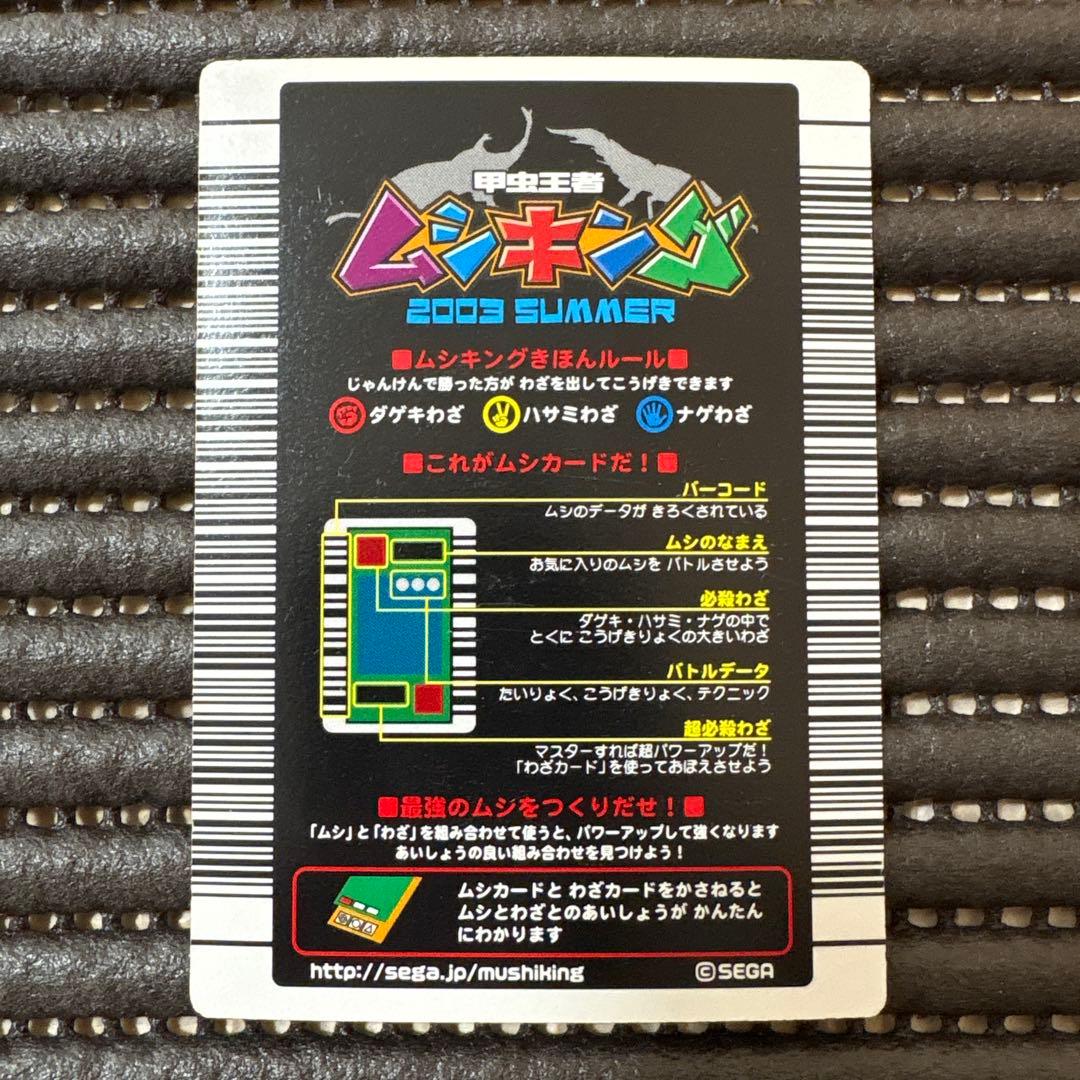 甲虫王者
ムシキング
2003 SUMMER
■ムシキングきほんルール■
じゃんけんで勝った方が わざを出してこうげきできます
ダゲキわざ ハサミわざ ナゲわざ
■これがムシカードだ！■
バーコード
ムシのデータが きろくされている
ムシのなまえ
お気に入りのムシを バトルさせよう
必殺わざ
ダゲキ・ハサミ・ナゲの中で
とくに こうげきりょくの大きいわざ
バトルデータ
たいりょく、こうげきりょく、テクニック
超必殺わざ
マスターすれば超パワーアップだ！
「わざカード」を使っておぼえさせよう
■最強のムシをつくりだせ！■
「ムシ」と「わざ」を組み合わせて使うと、パワーアップして強くなります
あいしょうの良い組み合わせを見つけよう！
ムシカードと わざカードをかさねると
ムシとわざとのあいしょうが かんたん
にわかります
http://sega.jp/mushiking ©SEGA